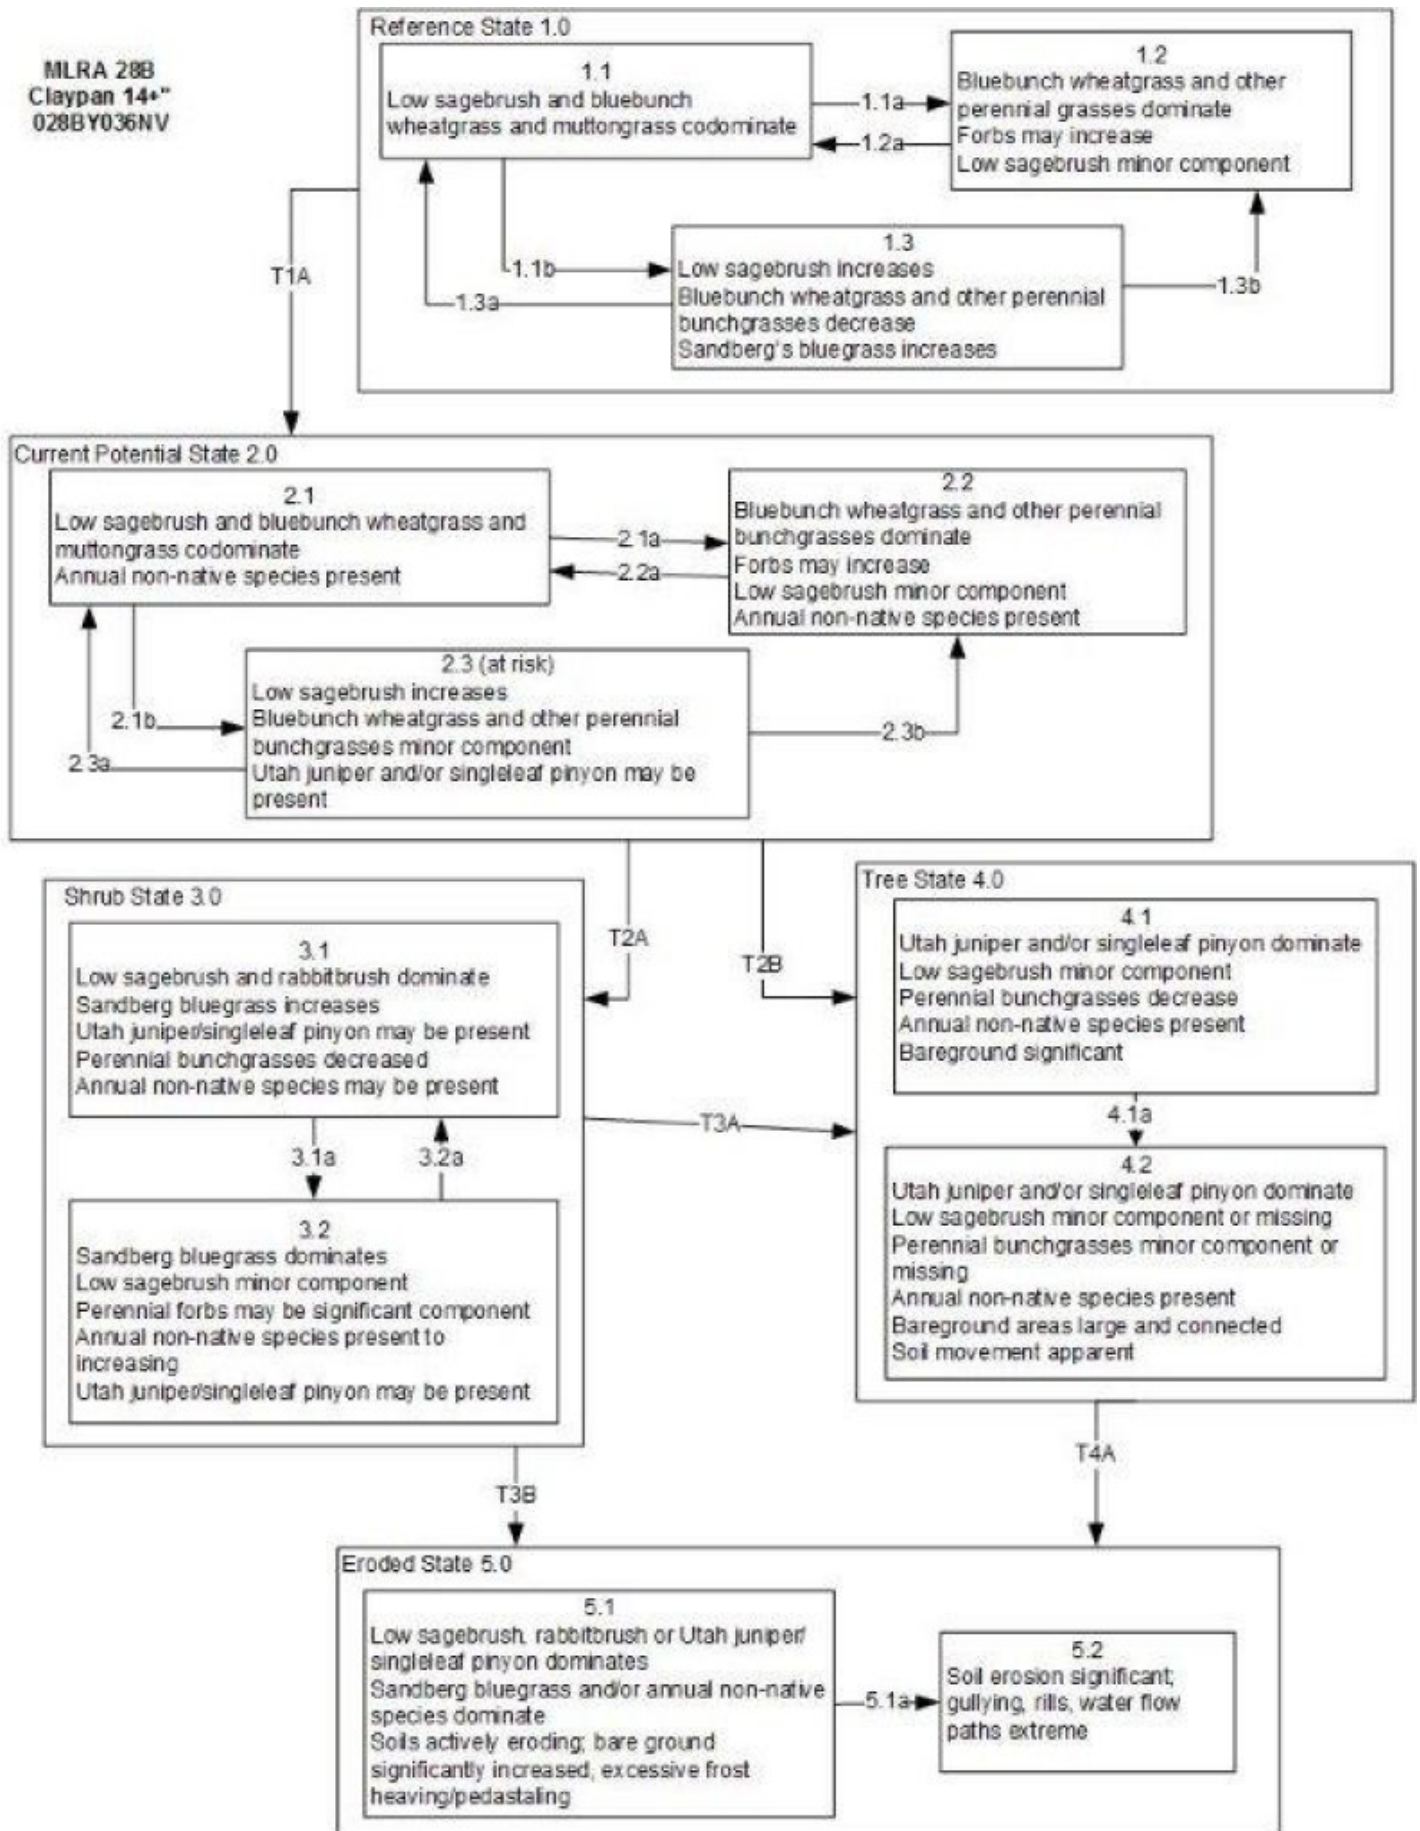 MLRA 28B
Claypan 14+"
028BY036NV
Reference State 1.0
1.1
Low sagebrush and bluebunch
wheatgrass and muttongrass codominate
1.1a
1.2a
1.2
Bluebunch wheatgrass and other
perennial grasses dominate
Forbs may increase
Low sagebrush minor component
1.1b
1.3a
1.3
Low sagebrush increases
Bluebunch wheatgrass and other perennial
bunchgrasses decrease
Sandberg's bluegrass increases
1.3b
T1A
Current Potential State 2.0
2.1
Low sagebrush and bluebunch wheatgrass and
muttongrass codominate
Annual non-native species present
2.1a
2.2a
2.2
Bluebunch wheatgrass and other perennial
bunchgrasses dominate
Forbs may increase
Low sagebrush minor component
Annual non-native species present
2.1b
2.3a
2.3 (at risk)
Low sagebrush increases
Bluebunch wheatgrass and other perennial
bunchgrasses minor component
Utah juniper and/or singleleaf pinyon may be
present
2.3b
T2A
T2B
Shrub State 3.0
3.1
Low sagebrush and rabbitbrush dominate
Sandberg bluegrass increases
Utah juniper/singleleaf pinyon may be present
Perennial bunchgrasses decreased
Annual non-native species may be present
3.1a
3.2a
3.2
Sandberg bluegrass dominates
Low sagebrush minor component
Perennial forbs may be significant component
Annual non-native species present to
increasing
Utah juniper/singleleaf pinyon may be present
T3A
Tree State 4.0
4.1
Utah juniper and/or singleleaf pinyon dominate
Low sagebrush minor component
Perennial bunchgrasses decrease
Annual non-native species present
Bareground significant
4.1a
4.2
Utah juniper and/or singleleaf pinyon dominate
Low sagebrush minor component or missing
Perennial bunchgrasses minor component or
missing
Annual non-native species present
Bareground areas large and connected
Soil movement apparent
T3B
T4A
Eroded State 5.0
5.1
Low sagebrush, rabbitbrush or Utah juniper/
singleleaf pinyon dominates
Sandberg bluegrass and/or annual non-native
species dominate
Soils actively eroding; bare ground
significantly increased, excessive frost
heaving/pedastaling
5.1a
5.2
Soil erosion significant;
gullying, rills, water flow
paths extreme